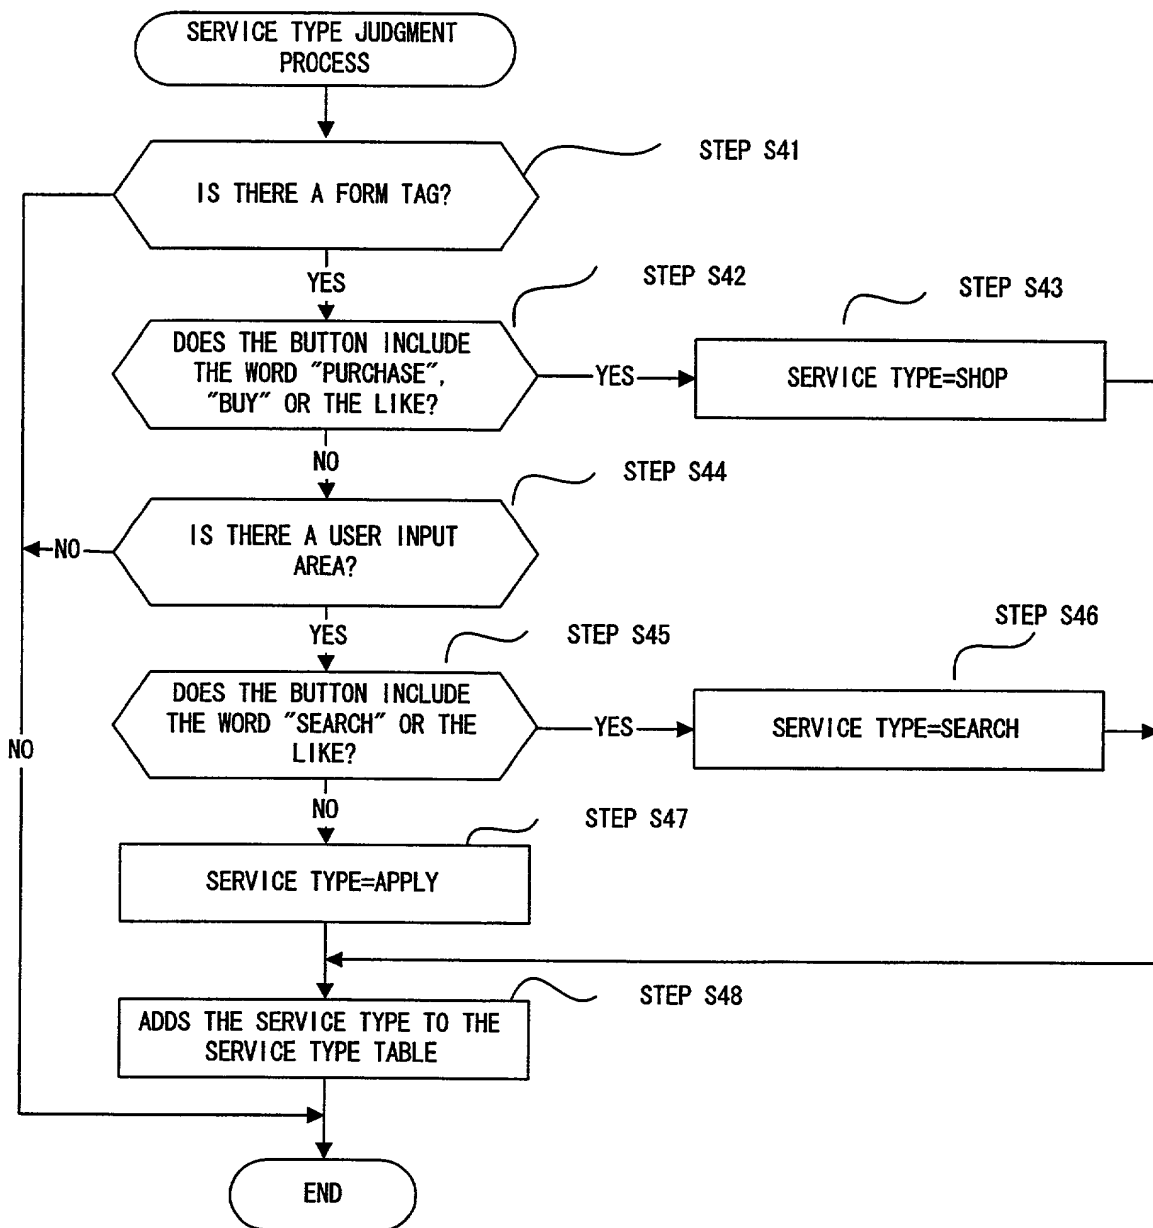 SERVICE TYPE JUDGMENT
PROCESS
STEP S41
IS THERE A FORM TAG?
YES
STEP S42
STEP S43
DOES THE BUTTON INCLUDE
THE WORD "PURCHASE",
"BUY" OR THE LIKE?
YES
SERVICE TYPE=SHOP
NO
STEP S44
IS THERE A USER INPUT
AREA?
NO
YES
STEP S45
STEP S46
DOES THE BUTTON INCLUDE
THE WORD "SEARCH" OR THE
LIKE?
YES
SERVICE TYPE=SEARCH
NO
NO
STEP S47
SERVICE TYPE=APPLY
STEP S48
ADDS THE SERVICE TYPE TO THE
SERVICE TYPE TABLE
END